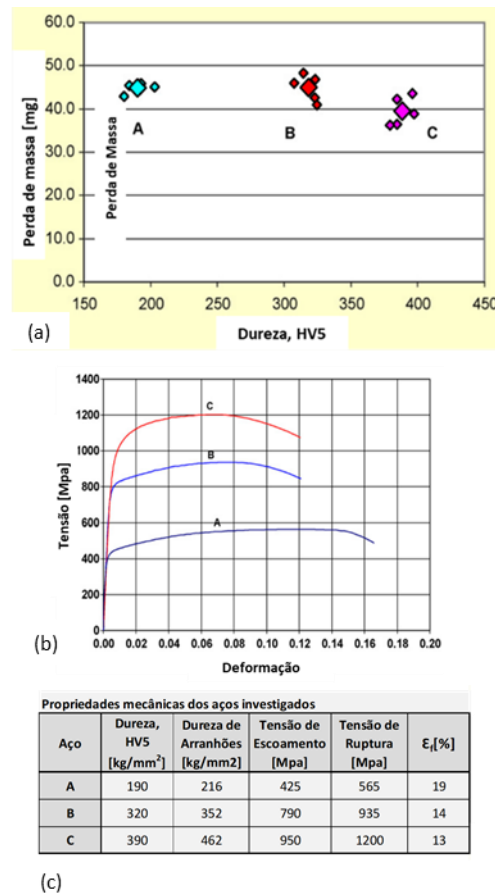 60.0
50.0
40.0
30.0
20.0
10.0
0.0
Perda de massa [mg]
Perda de Massa
A
B
C
150 200 250 300 350 400 450
(a)
Dureza, HV5
1400
1200
1000
800
600
400
200
0
Tensão [Mpa]
C
B
A
0.00 0.02 0.04 0.06 0.08 0.10 0.12 0.14 0.16 0.18 0.20
(b)
Deformação
Propriedades mecânicas dos aços investigados
Aço
Dureza, HV5 [kg/mm²]
Dureza de Arranhões [kg/mm2]
Tensão de Escoamento [Mpa]
Tensão de Ruptura [Mpa]
Ɛf[%]
A 190 216 425 565 19
B 320 352 790 935 14
C 390 462 950 1200 13
(c)